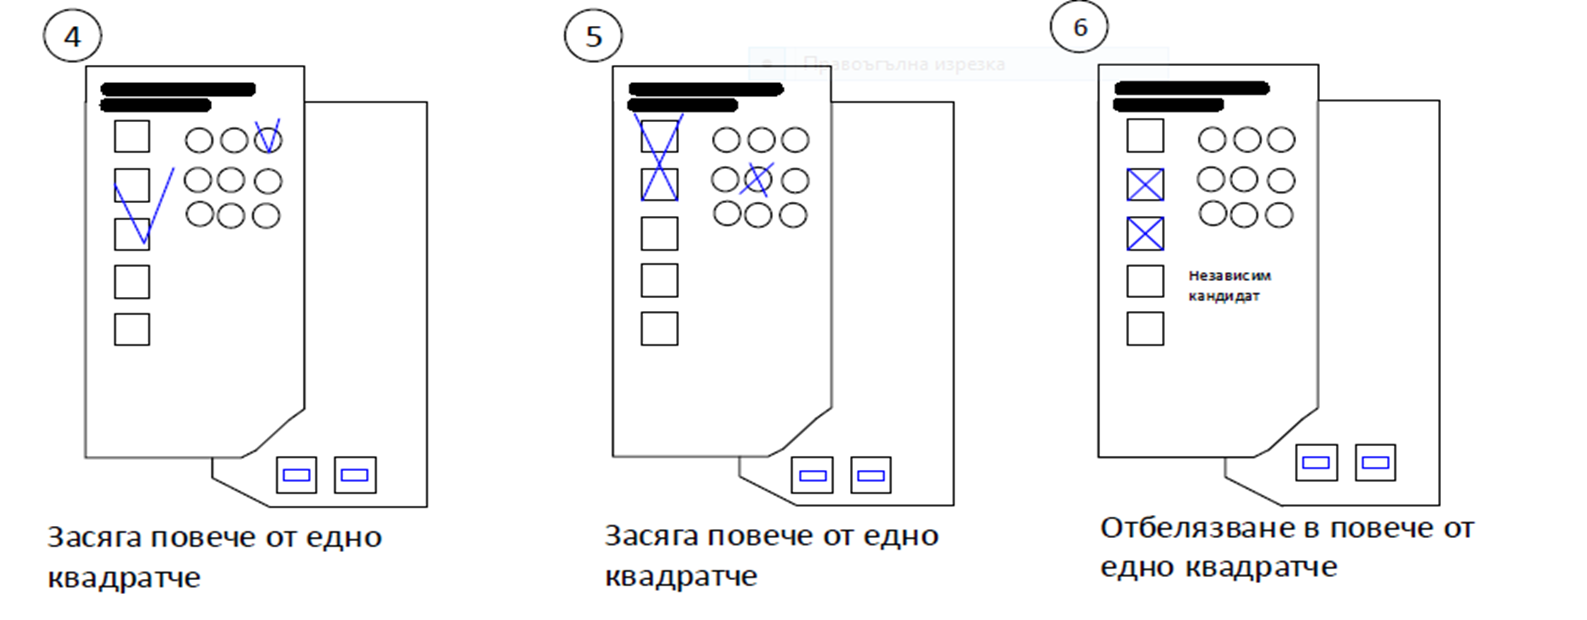 4
Засяга повече от едно
квадратче
5
Правоъгълна изрезка
Засяга повече от едно
квадратче
6
Независим
кандидат
Отбелязване в повече от
едно квадратче